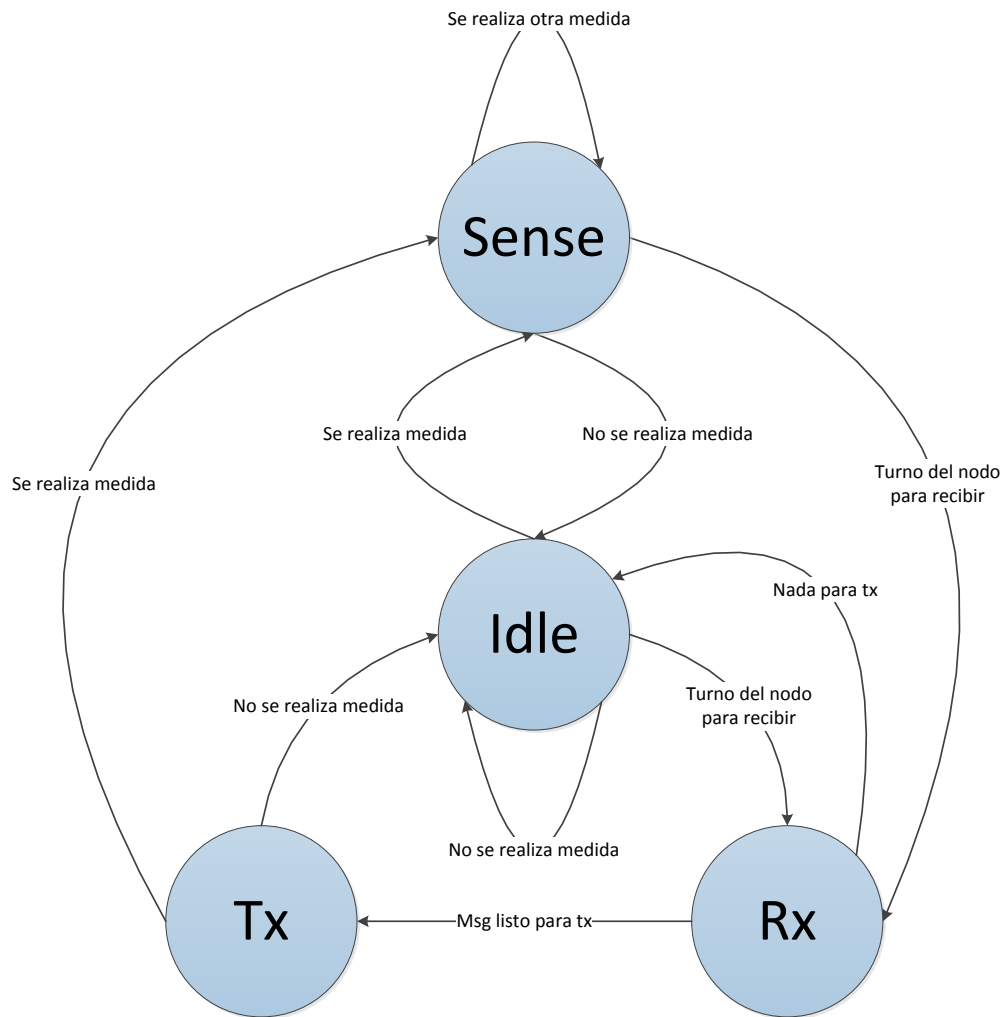 Se realiza otra medida
Sense
Se realiza medida
No se realiza medida
Se realiza medida
Turno del nodo
para recibir
Nada para tx
Idle
No se realiza medida
Turno del nodo
para recibir
No se realiza medida
Tx
Msg listo para tx
Rx